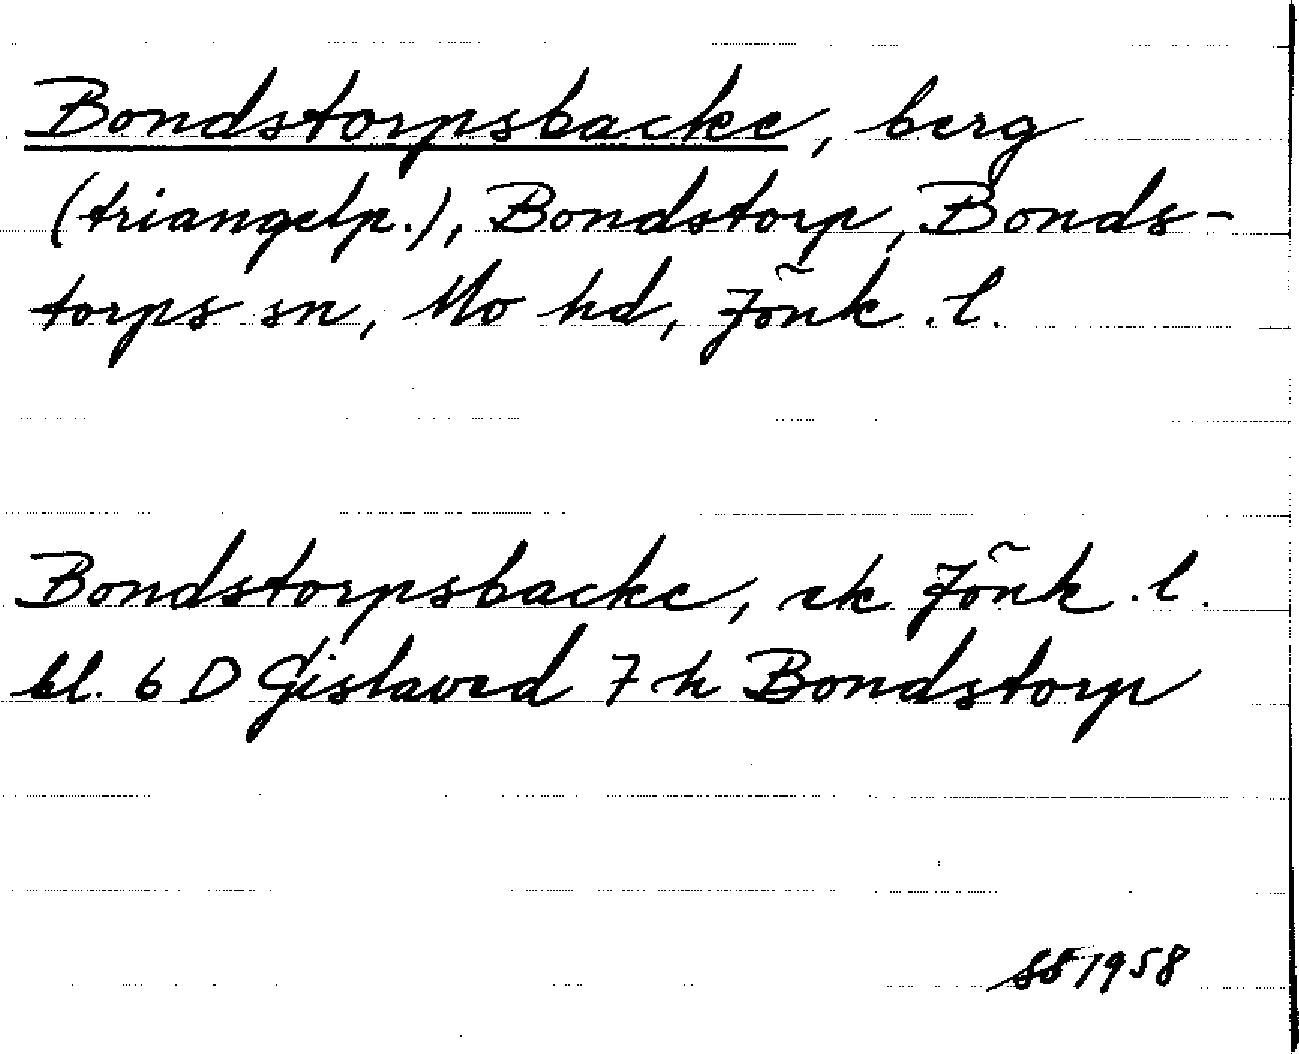 Bondstorpsbacke, berg
(triangelp.), Bondstorp, Bonds-
torps sn, Mo hd, Jönk.l.
Bondstorpsbacke, ek Jönk.l.
bl. 6 D Gislaved 7 h Bondstorp
1958